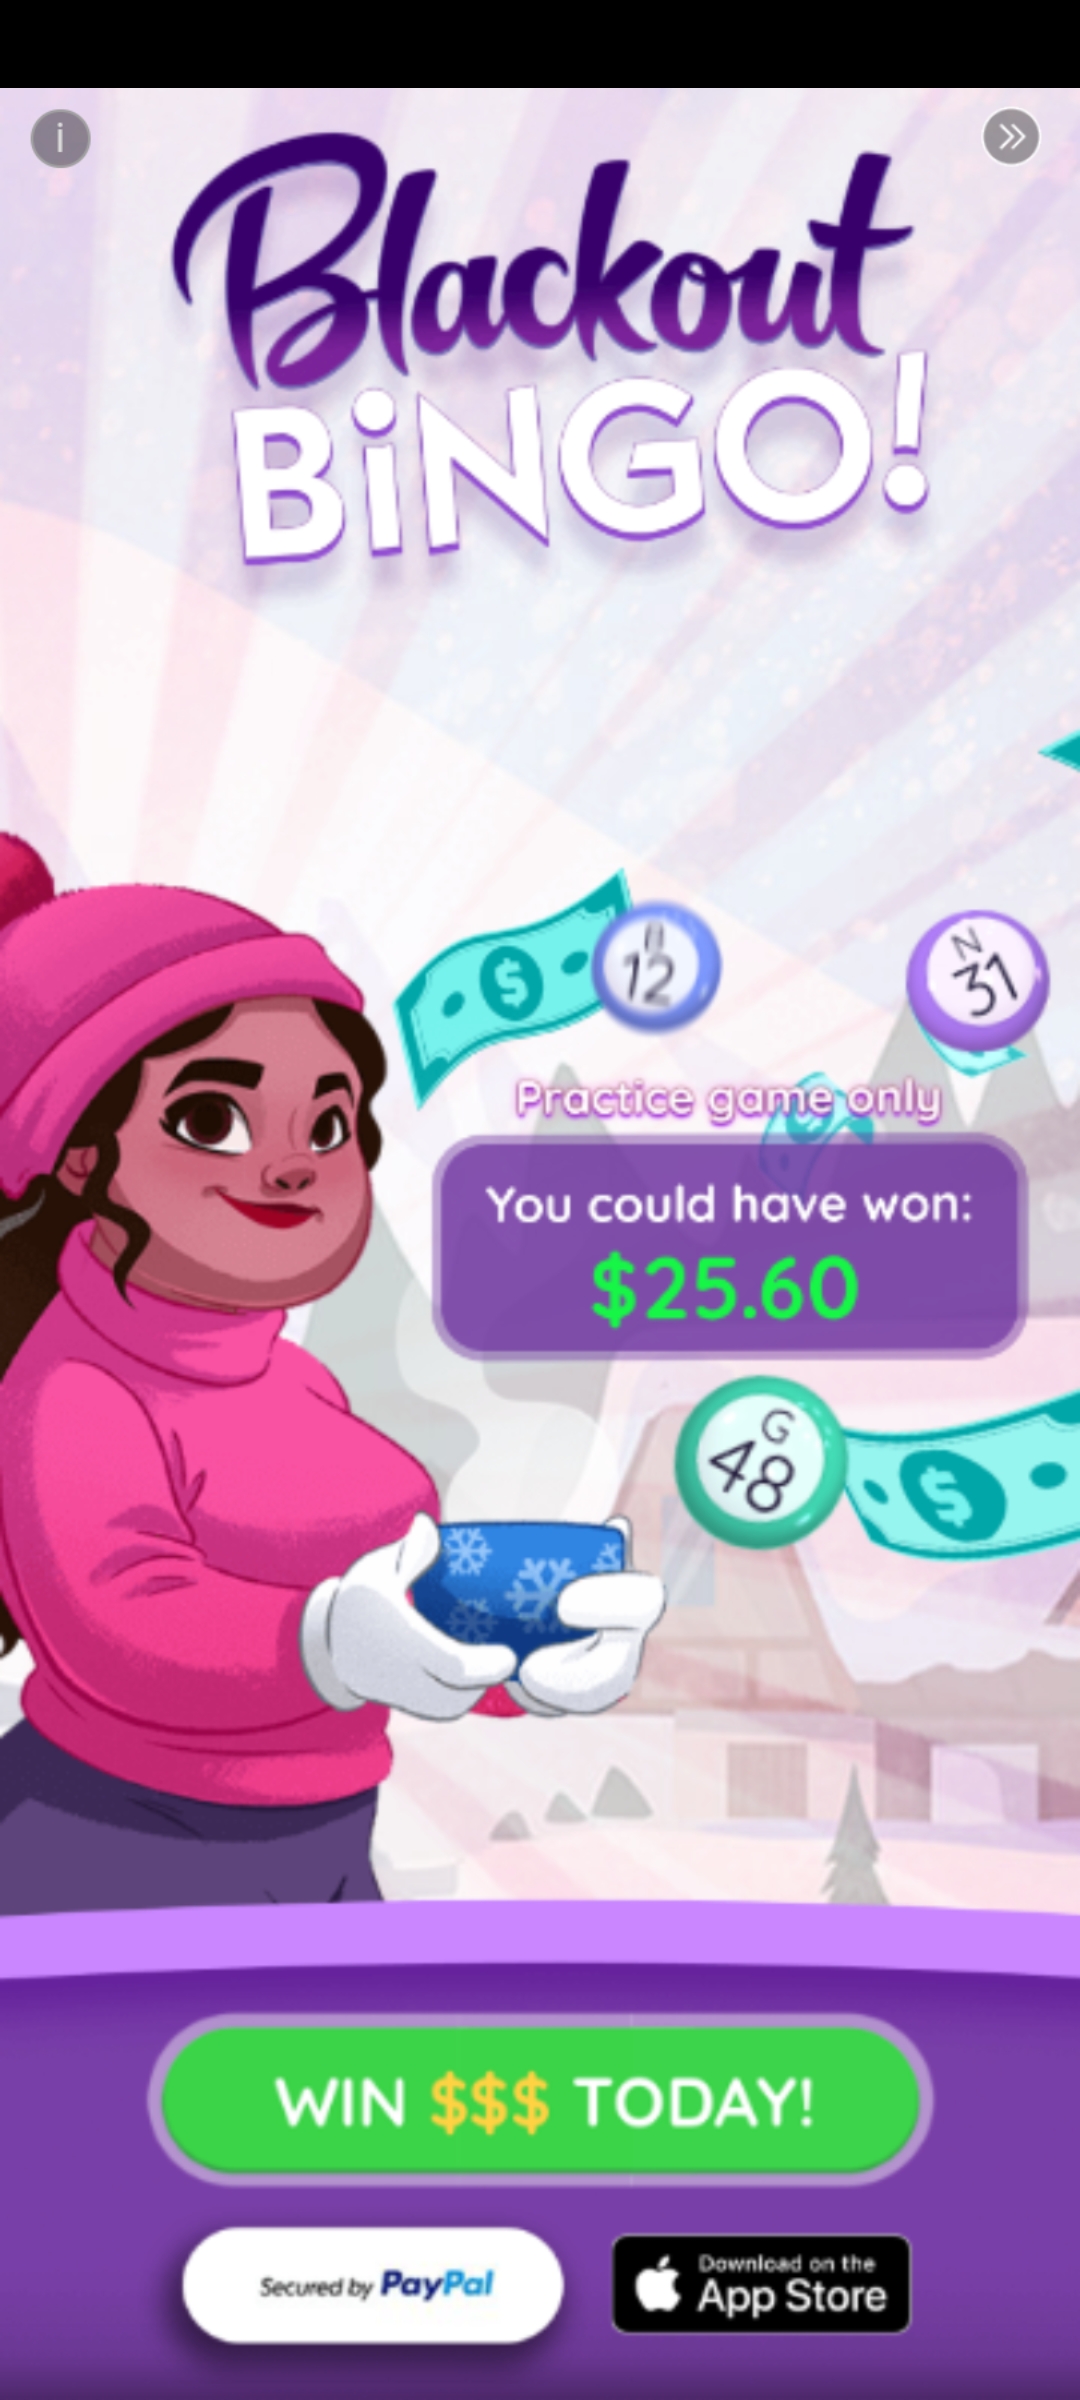 i
Blackout
BiNGO!
12
N
31
Practice game only
You could have won:
$25.60
G
48
WIN $$$ TODAY!
Secured by PayPal
Download on the
App Store